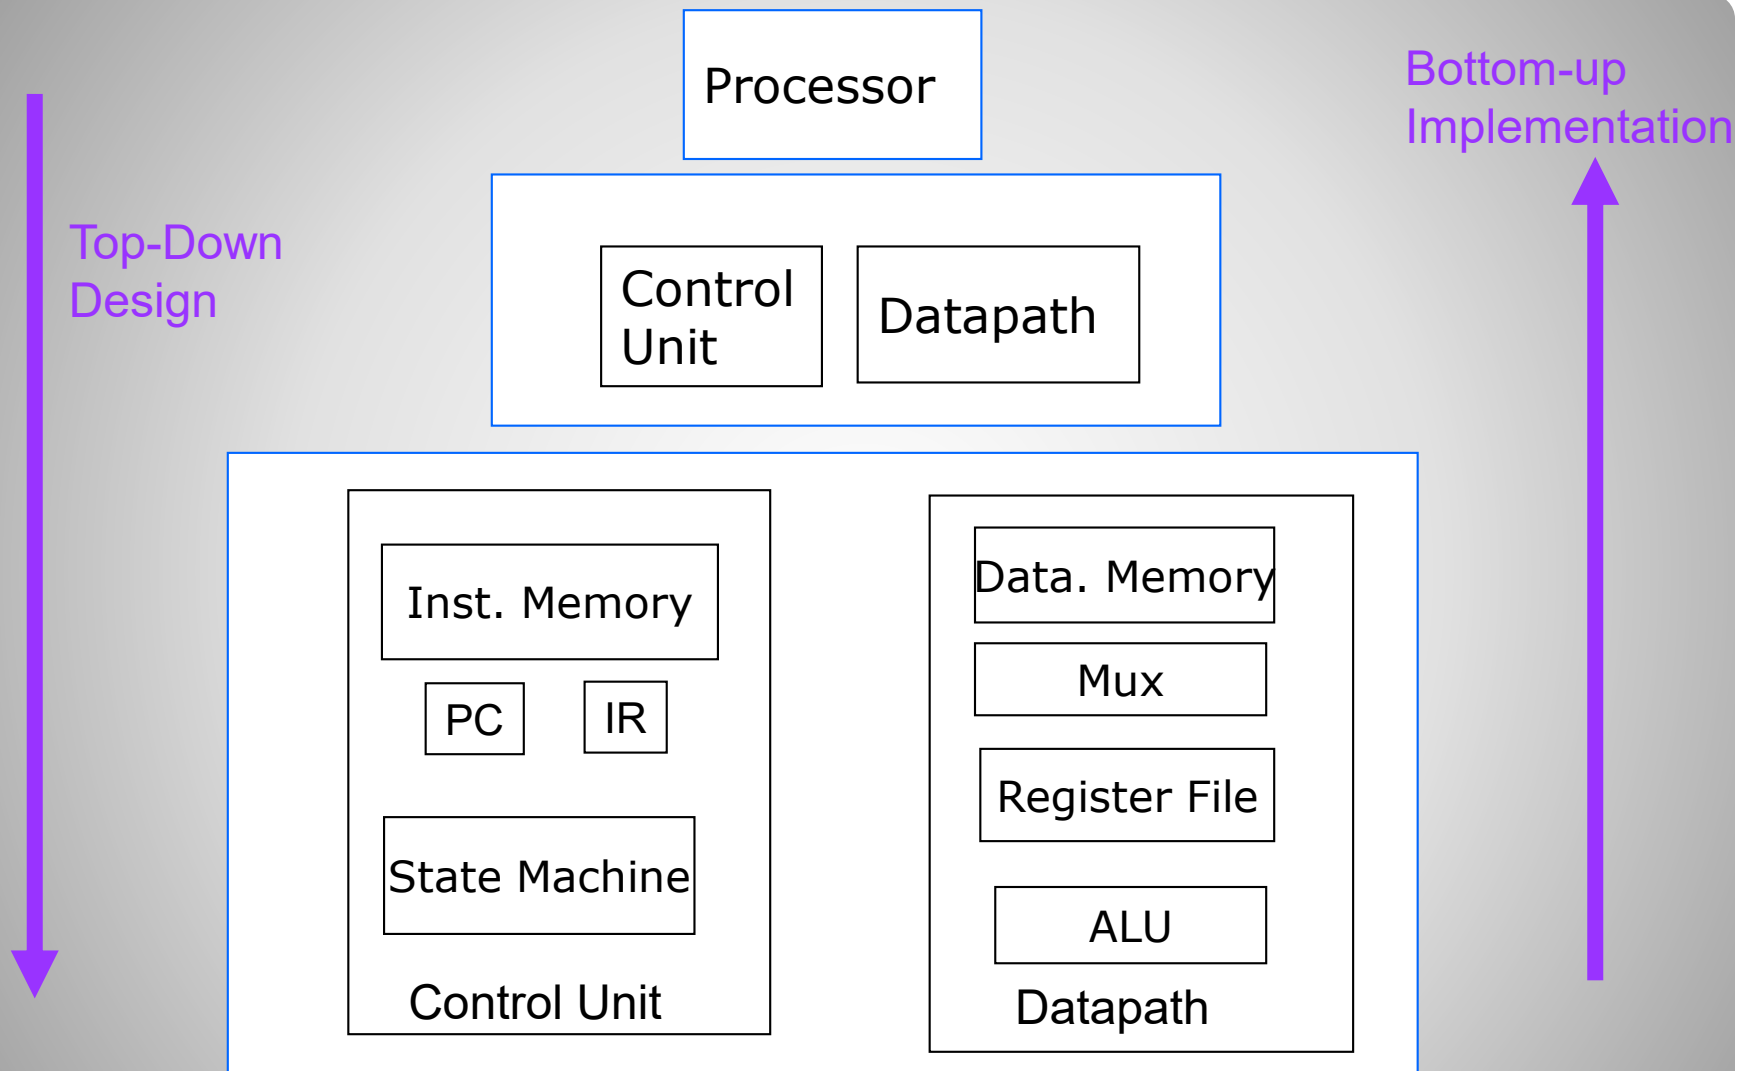 Processor
Bottom-up
Implementation
Top-Down
Design
Control
Unit
Datapath
Inst. Memory
PC
IR
State Machine
Control Unit
Data. Memory
Mux
Register File
ALU
Datapath